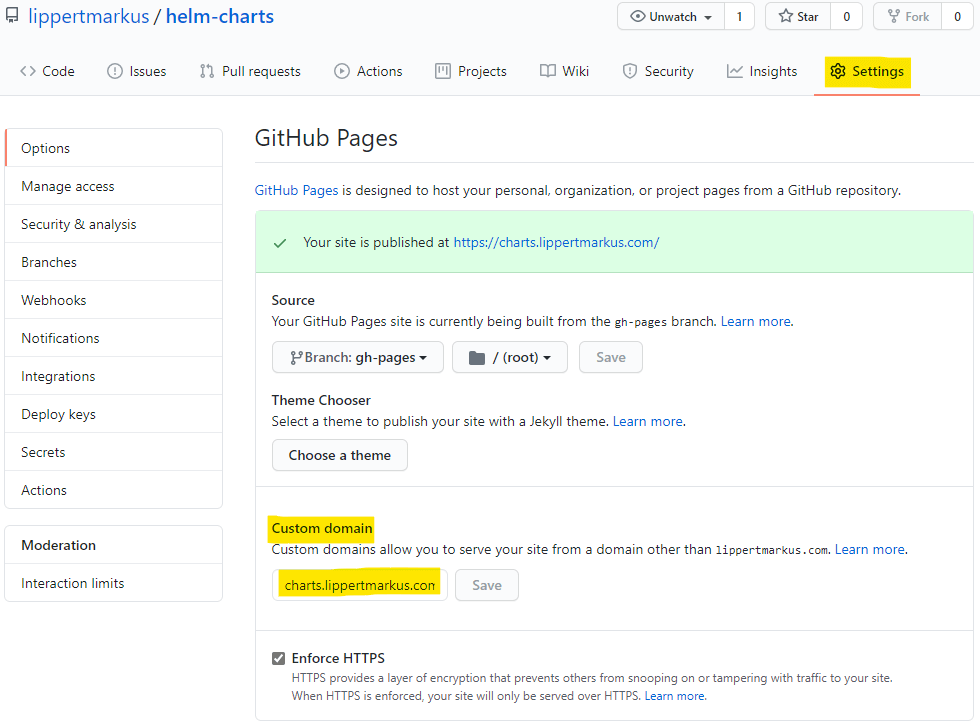 lippertmarkus / helm-charts
Unwatch 1 Star 0 Fork 0
Code Issues Pull requests Actions Projects Wiki Security Insights Settings
Options
Manage access
Security & analysis
Branches
Webhooks
Notifications
Integrations
Deploy keys
Secrets
Actions
Moderation
Interaction limits
GitHub Pages
GitHub Pages is designed to host your personal, organization, or project pages from a GitHub repository.
Your site is published at https://charts.lippertmarkus.com/
Source
Your GitHub Pages site is currently being built from the gh-pages branch. Learn more.
Branch: gh-pages / (root) Save
Theme Chooser
Select a theme to publish your site with a Jekyll theme. Learn more.
Choose a theme
Custom domain
Custom domains allow you to serve your site from a domain other than lippertmarkus.com. Learn more.
charts.lippertmarkus.com Save
Enforce HTTPS
HTTPS provides a layer of encryption that prevents others from snooping on or tampering with traffic to your site.
When HTTPS is enforced, your site will only be served over HTTPS. Learn more.